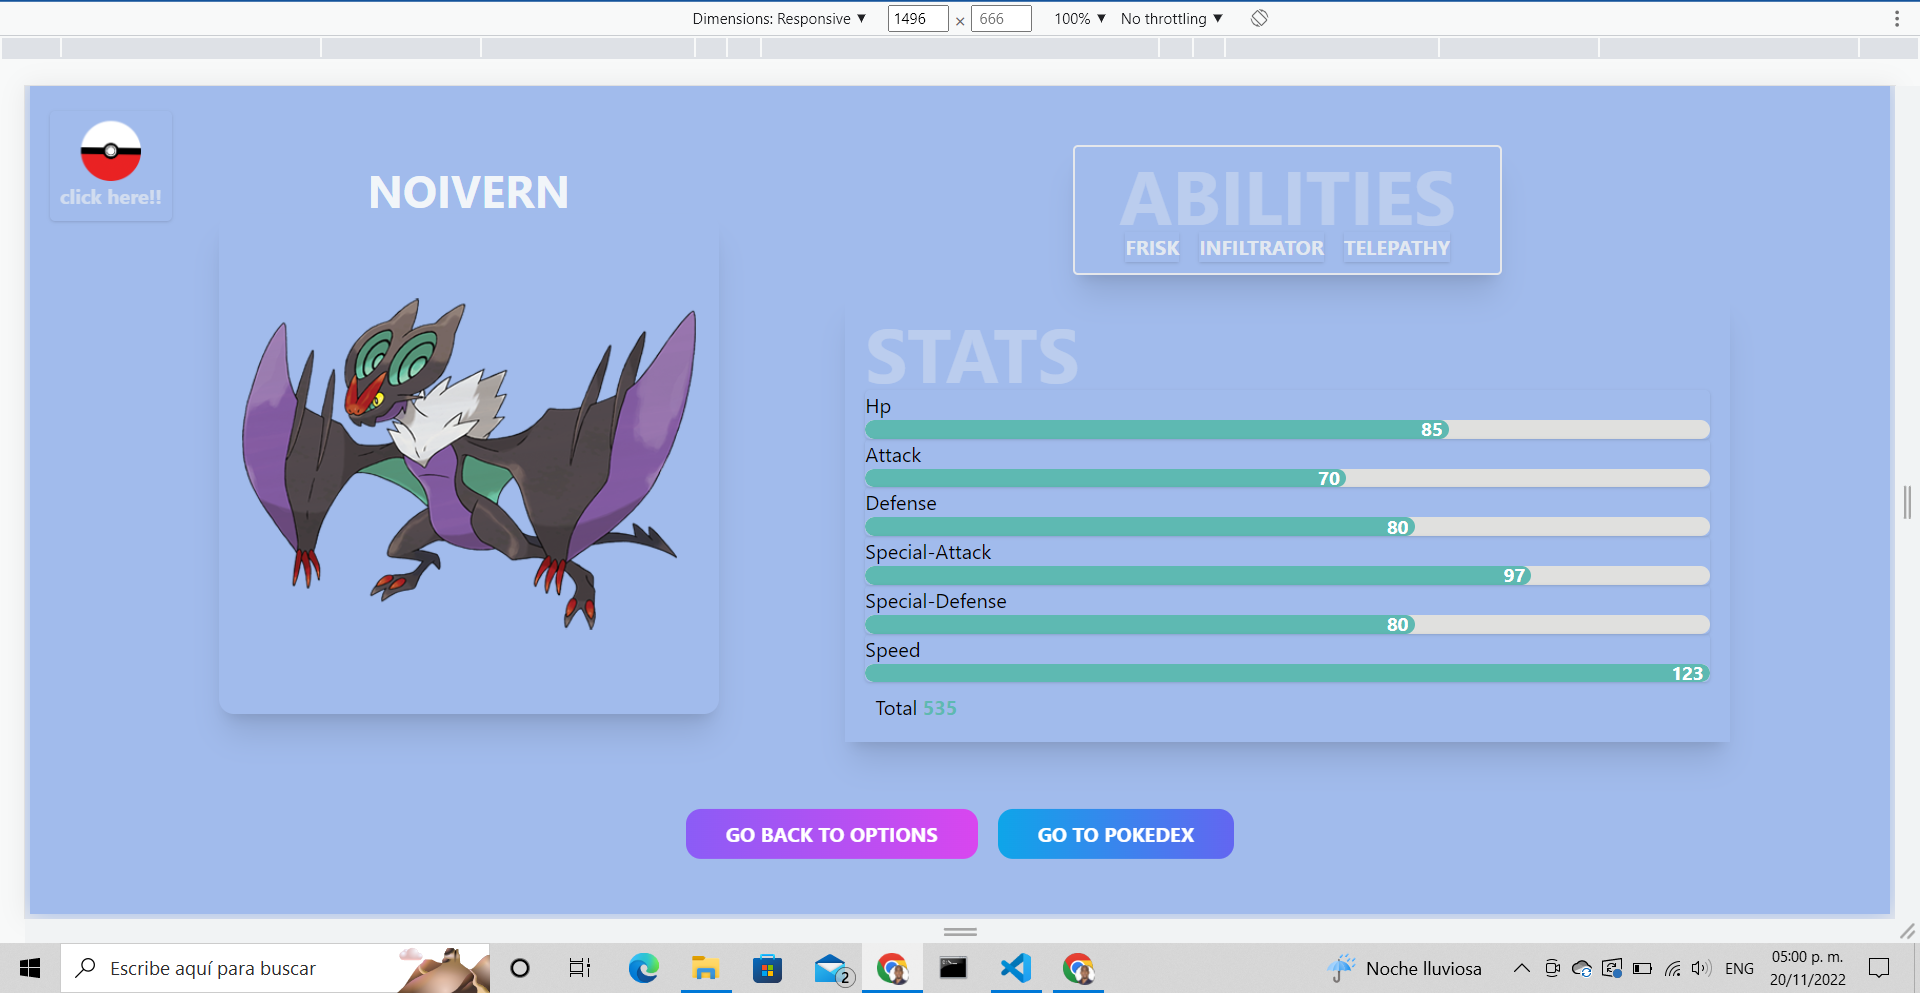 Dimensions: Responsive ▼ 1496 × 666 100% ▼ No throttling ▼
click here!!
NOIVERN
ABILITIES
FRISK INFILTRATOR TELEPATHY
STATS
Hp
85
Attack
70
Defense
80
Special-Attack
97
Special-Defense
80
Speed
123
Total 535
GO BACK TO OPTIONS GO TO POKEDEX
Escribe aquí para buscar
2
Noche lluviosa
ENG
05:00 p. m.
20/11/2022